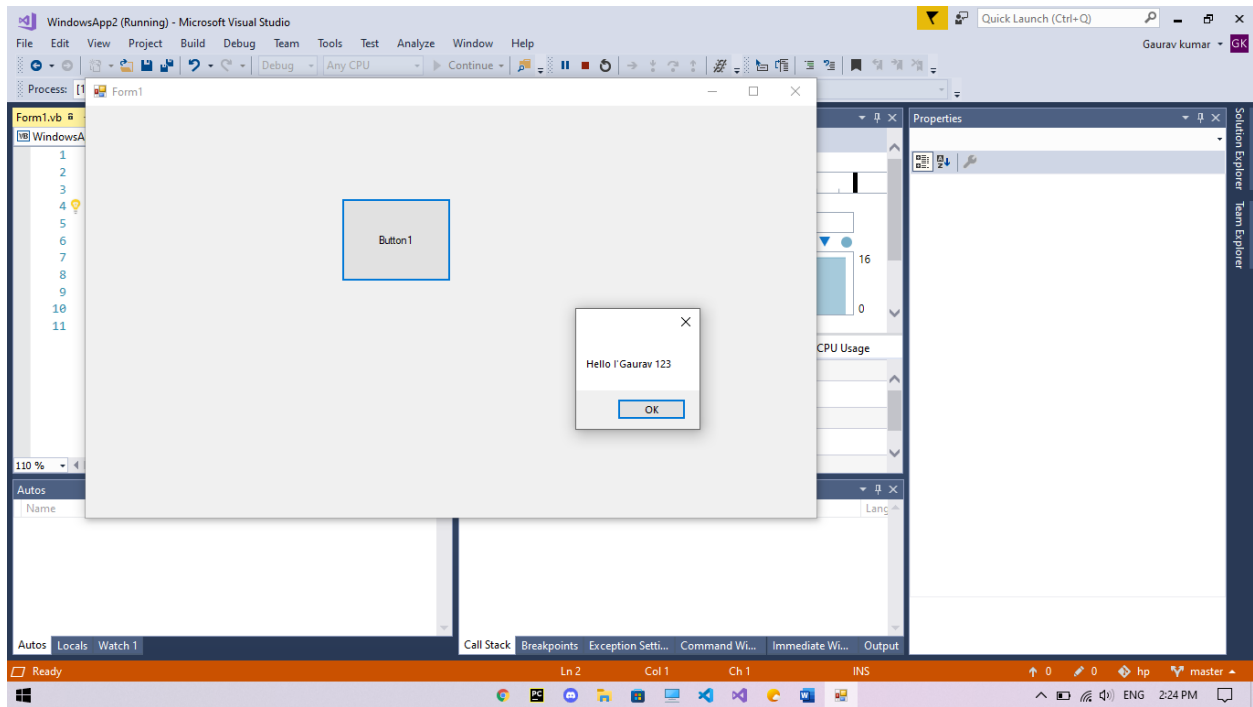 WindowsApp2 (Running) - Microsoft Visual Studio
Quick Launch (Ctrl+Q)
File Edit View Project Build Debug Team Tools Test Analyze Window Help
Gaurav kumar GK
Debug Any CPU Continue
Process: [1
Form1
Form1.vb
Properties
VB WindowsA
1
2
3
4
5
6
7
8
9
10
11
Button1
16
0
CPU Usage
Hello I'Gaurav 123
OK
Solution Explorer
Team Explorer
110 %
Autos
Name
Lang
Autos Locals Watch 1
Call Stack Breakpoints Exception Setti... Command Wi... Immediate Wi... Output
Ready Ln 2 Col 1 Ch 1 INS 0 0 hp master
PC ENG 2:24 PM